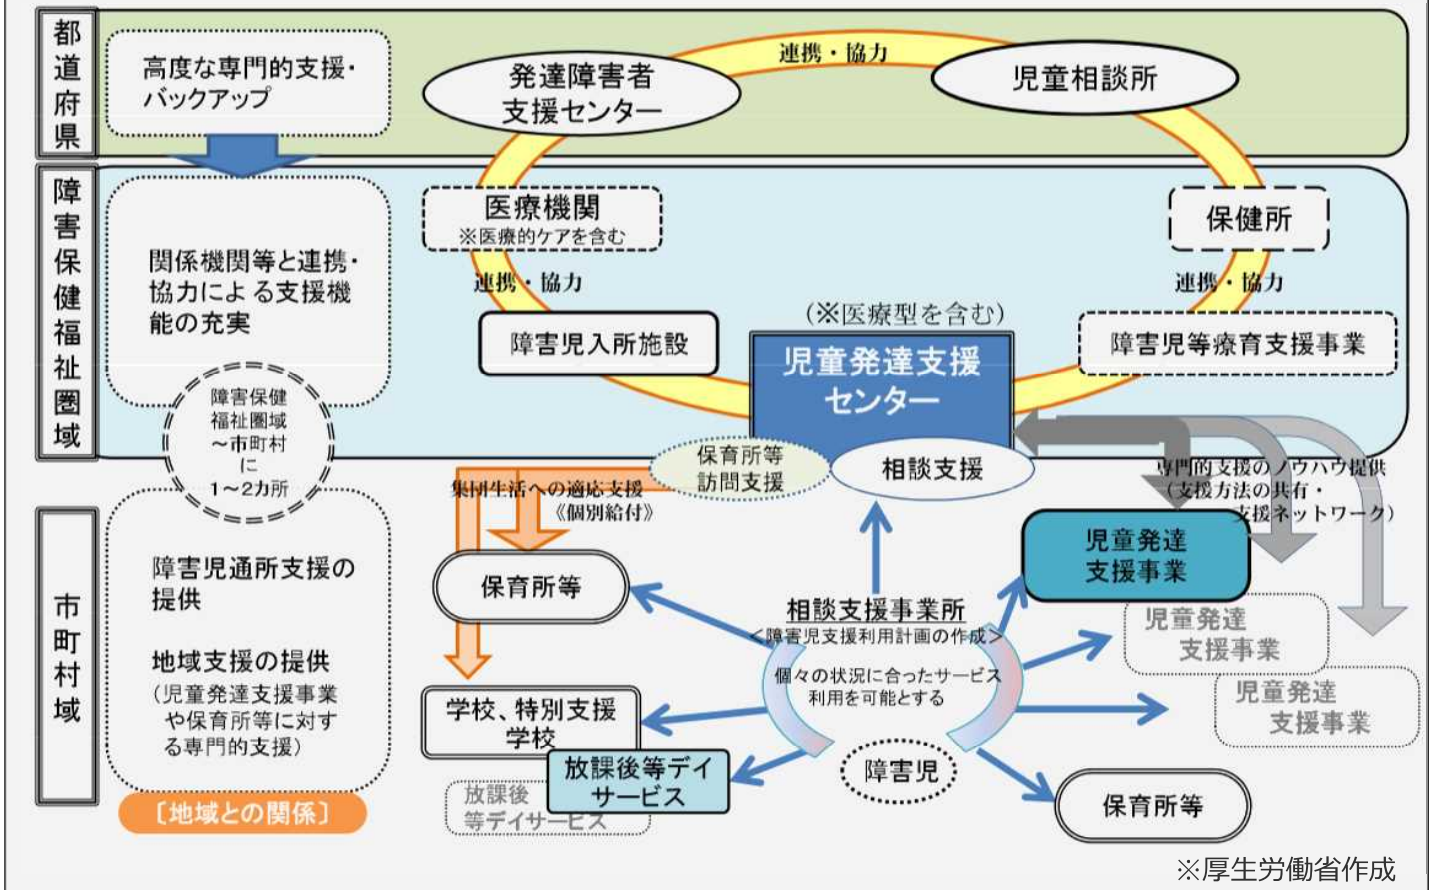 都道府県
高度な専門的支援・
バックアップ
発達障害者
支援センター
連携・協力
児童相談所
障害保健福祉圏域
関係機関等と連携・
協力による支援機
能の充実
医療機関
※医療的ケアを含む
保健所
連携・協力
連携・協力
障害児入所施設
（※医療型を含む）
児童発達支援
センター
障害児等療育支援事業
障害保健
福祉圏域
～市町村
に
1～2カ所
保育所等
訪問支援
相談支援
集団生活への適応支援
《個別給付》
専門的支援のノウハウ提供
（支援方法の共有・
支援ネットワーク）
市町村域
障害児通所支援の
提供
地域支援の提供
（児童発達支援事業
や保育所等に対す
る専門的支援）
〔地域との関係〕
保育所等
学校、特別支援
学校
放課後等デイ
サービス
放課後
等デイサービス
相談支援事業所
＜障害児支援利用計画の作成＞
個々の状況に合ったサービス
利用を可能とする
障害児
児童発達
支援事業
児童発達
支援事業
児童発達
支援事業
保育所等
※厚生労働省作成